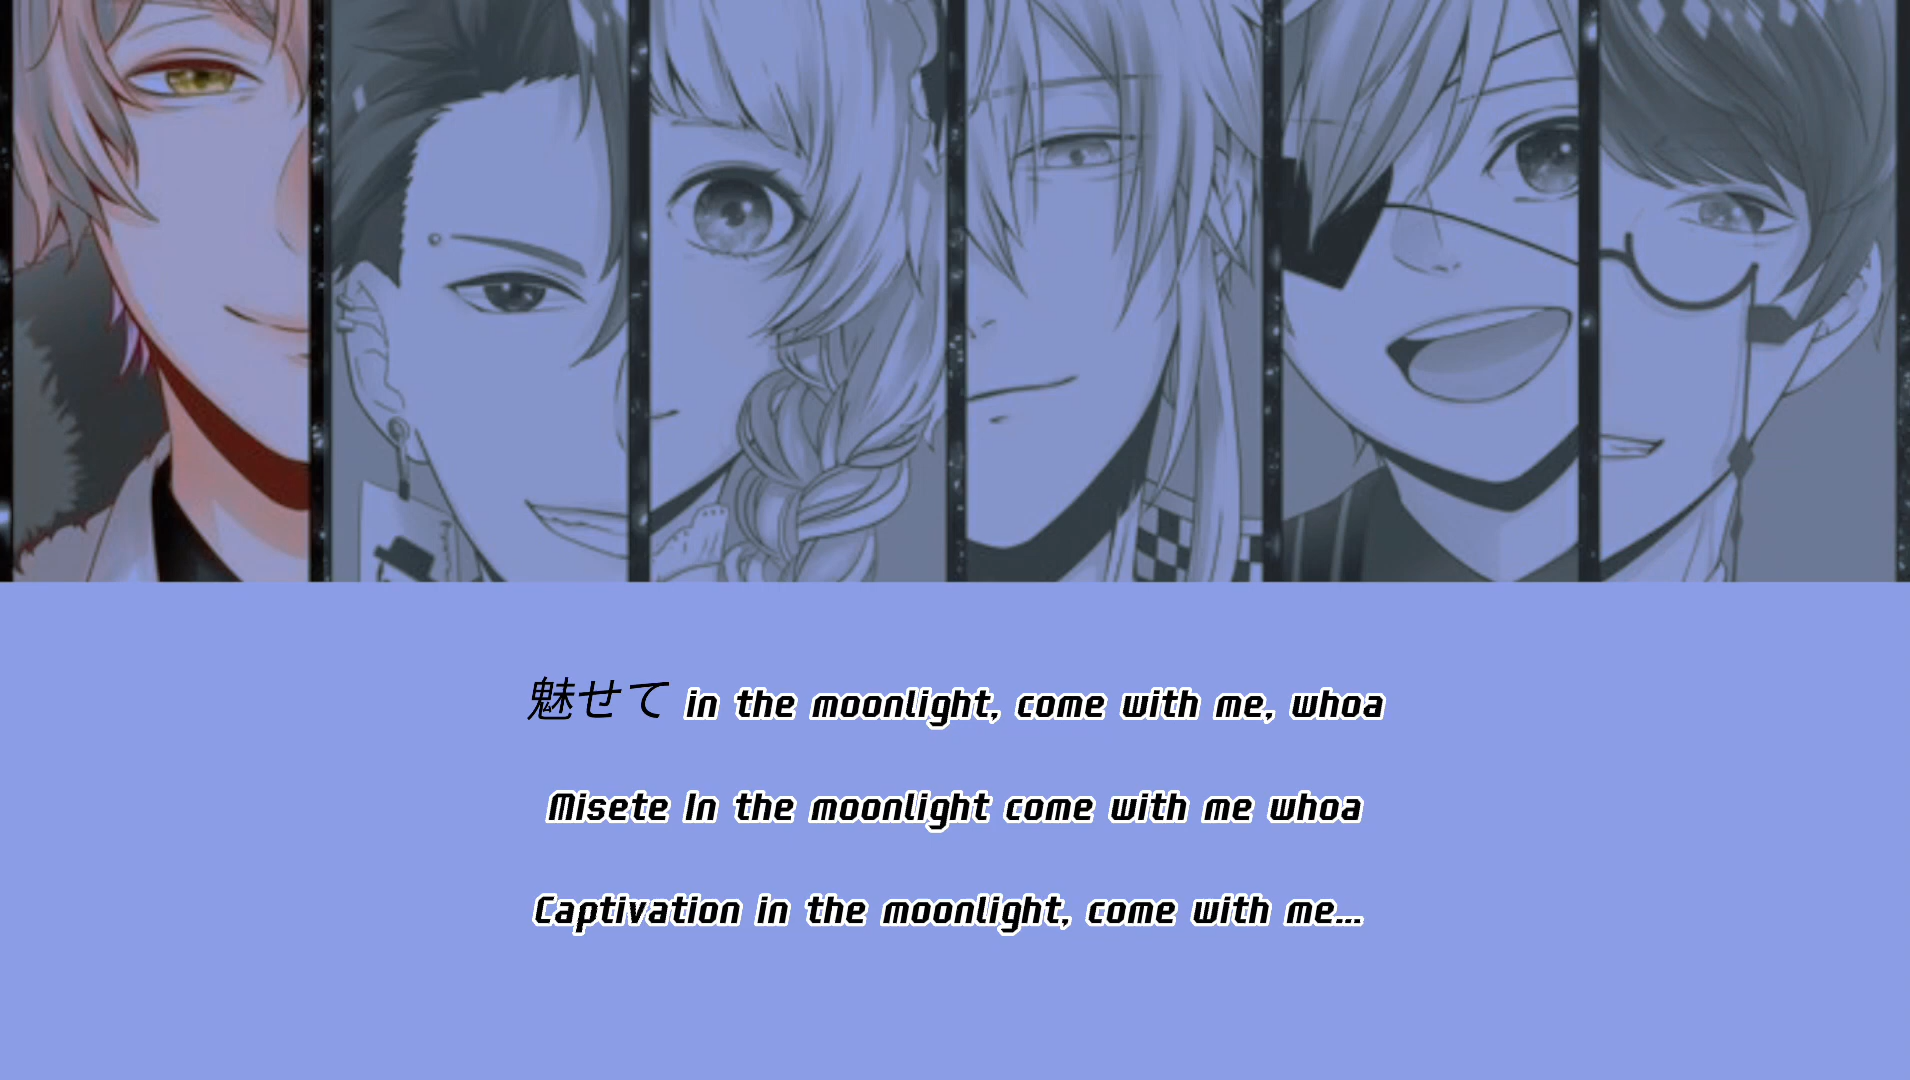 魅せて in the moonlight, come with me, whoa
Misete In the moonlight come with me whoa
Captivation in the moonlight, come with me...